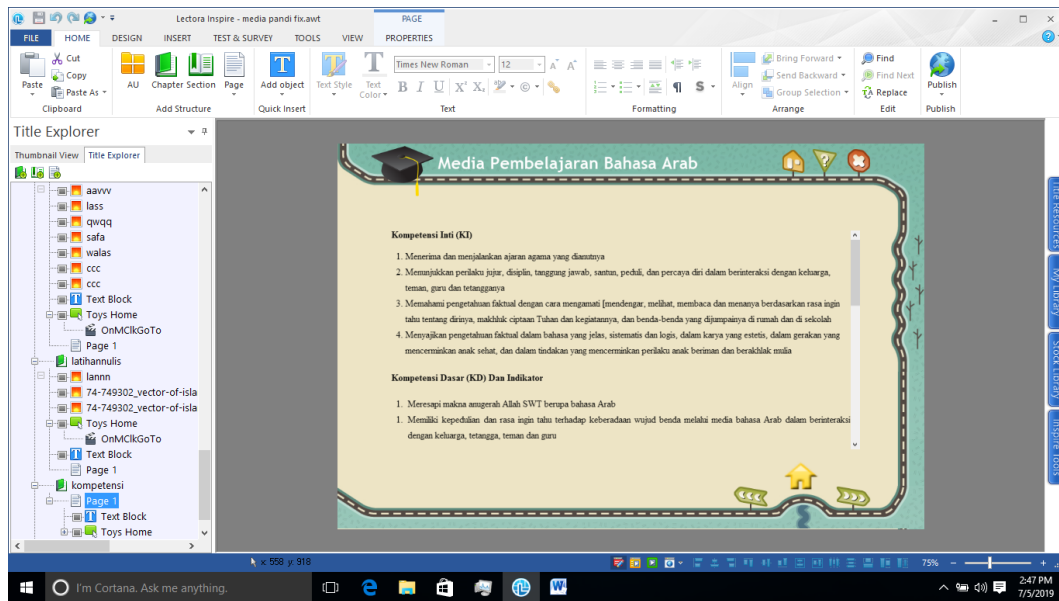 Lectora Inspire - media pandi fix.awt
PAGE
FILE HOME DESIGN INSERT TEST & SURVEY TOOLS VIEW PROPERTIES
Paste
Cut
Copy
Paste As
Clipboard
AU
Chapter
Section
Page
Add Structure
Add object
Quick Insert
Text Style
Text Color
Times New Roman
12
B I U X² X₂
Text
Formatting
Align
Bring Forward
Send Backward
Group Selection
Arrange
Find
Find Next
Replace
Edit
Publish
Publish
Title Explorer
Thumbnail View
Title Explorer
aavvv
lass
qwqq
safa
walas
ccc
ccc
Text Block
Toys Home
OnMClkGoTo
Page 1
latihannulis
lannn
74-749302_vector-of-isla
74-749302_vector-of-isla
Toys Home
OnMClkGoTo
Text Block
Page 1
kompetensi
Page 1
Text Block
Toys Home
Media Pembelajaran Bahasa Arab
Kompetensi Inti (KI)
1. Menerima dan menjalankan ajaran agama yang dianutnya
2. Menunjukkan perilaku jujur, disiplin, tanggung jawab, santun, peduli, dan percaya diri dalam berinteraksi dengan keluarga,
teman, guru dan tetangganya
3. Memahami pengetahuan faktual dengan cara mengamati [mendengar, melihat, membaca dan menanya berdasarkan rasa ingin
tahu tentang dirinya, makhluk ciptaan Tuhan dan kegiatannya, dan benda-benda yang dijumpainya di rumah dan di sekolah
4. Menyajikan pengetahuan faktual dalam bahasa yang jelas, sistematis dan logis, dalam karya yang estetis, dalam gerakan yang
mencerminkan anak sehat, dan dalam tindakan yang mencerminkan perilaku anak beriman dan berakhlak mulia
Kompetensi Dasar (KD) Dan Indikator
1. Meresapi makna anugerah Allah SWT berupa bahasa Arab
1. Memiliki kepedulian dan rasa ingin tahu terhadap keberadaan wujud benda melalui media bahasa Arab dalam berinteraksi
dengan keluarga, tetangga, teman dan guru
Title Resources
My Library
Stock Library
Inspire Tools
x: 558 y: 918
75%
I'm Cortana. Ask me anything.
2:47 PM
7/5/2019